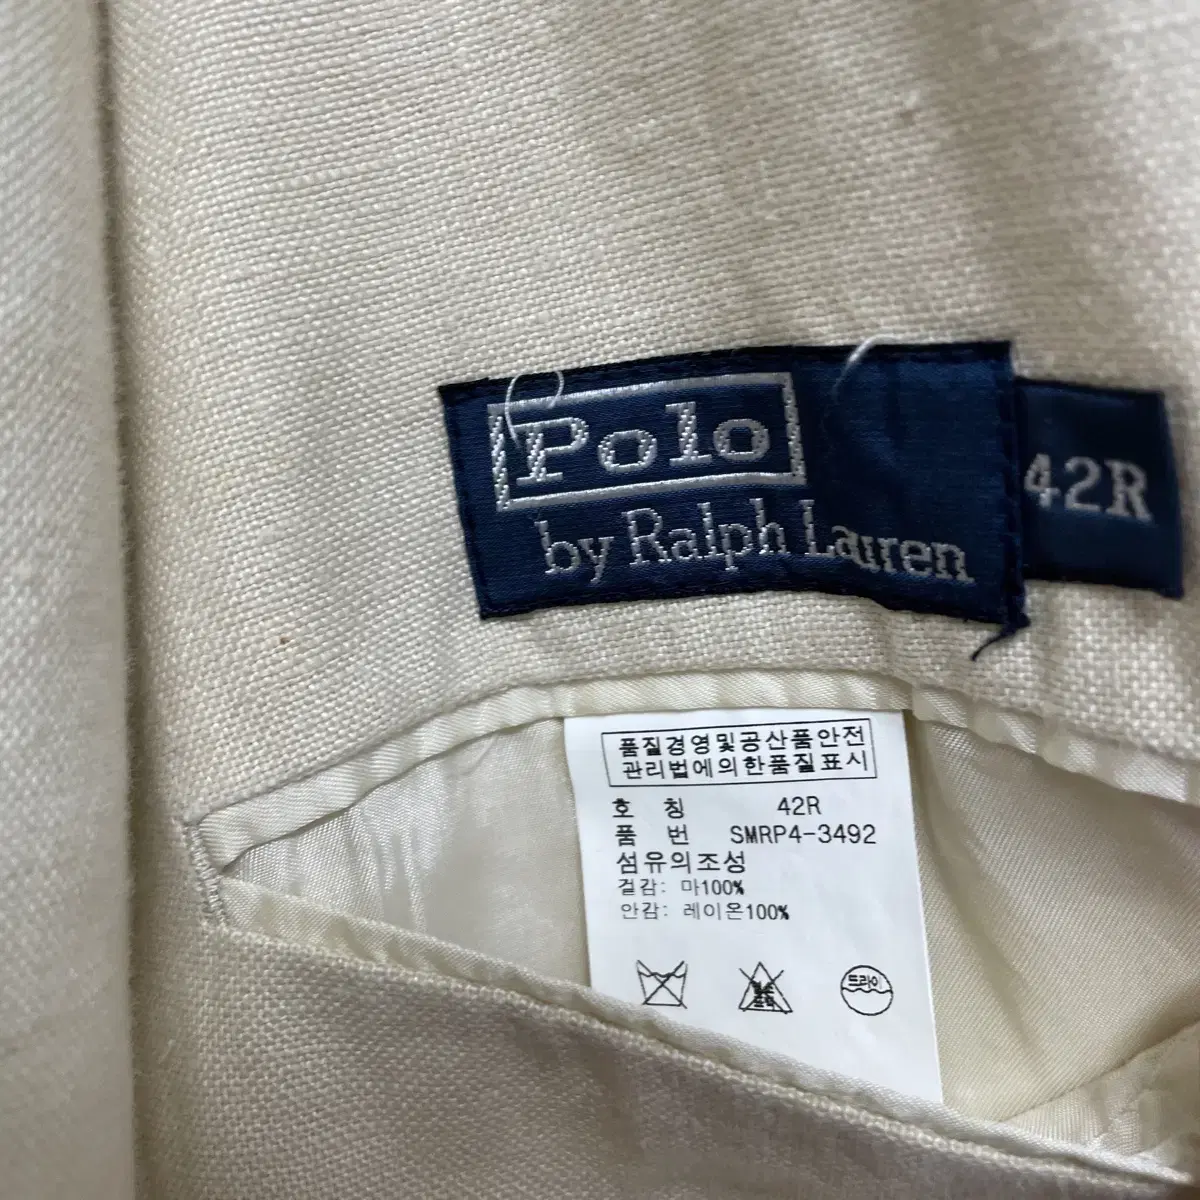 Polo
by Ralph Lauren
42R
품질경영및공산품안전
관리법에의한품질표시
호 칭 42R
품 번 SMRP4-3492
섬유의조성
겉감: 마100%
안감: 레이온100%
드라이